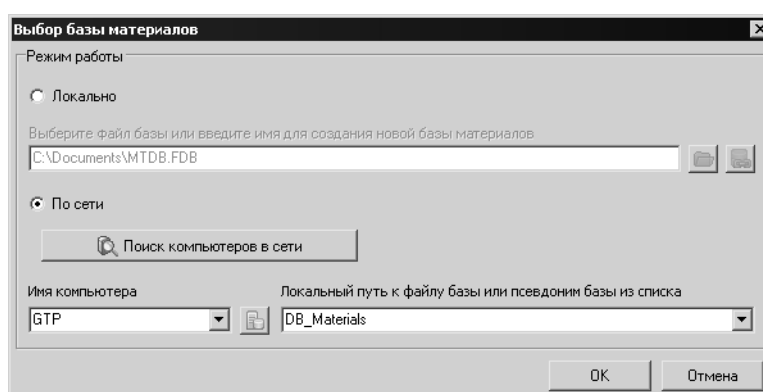 Выбор базы материалов
Режим работы
Локально
Выберите файл базы или введите имя для создания новой базы материалов
C:\Documents\MTDB.FDB
По сети
Поиск компьютеров в сети
Имя компьютера Локальный путь к файлу базы или псевдоним базы из списка
GTP DB_Materials
OK Отмена